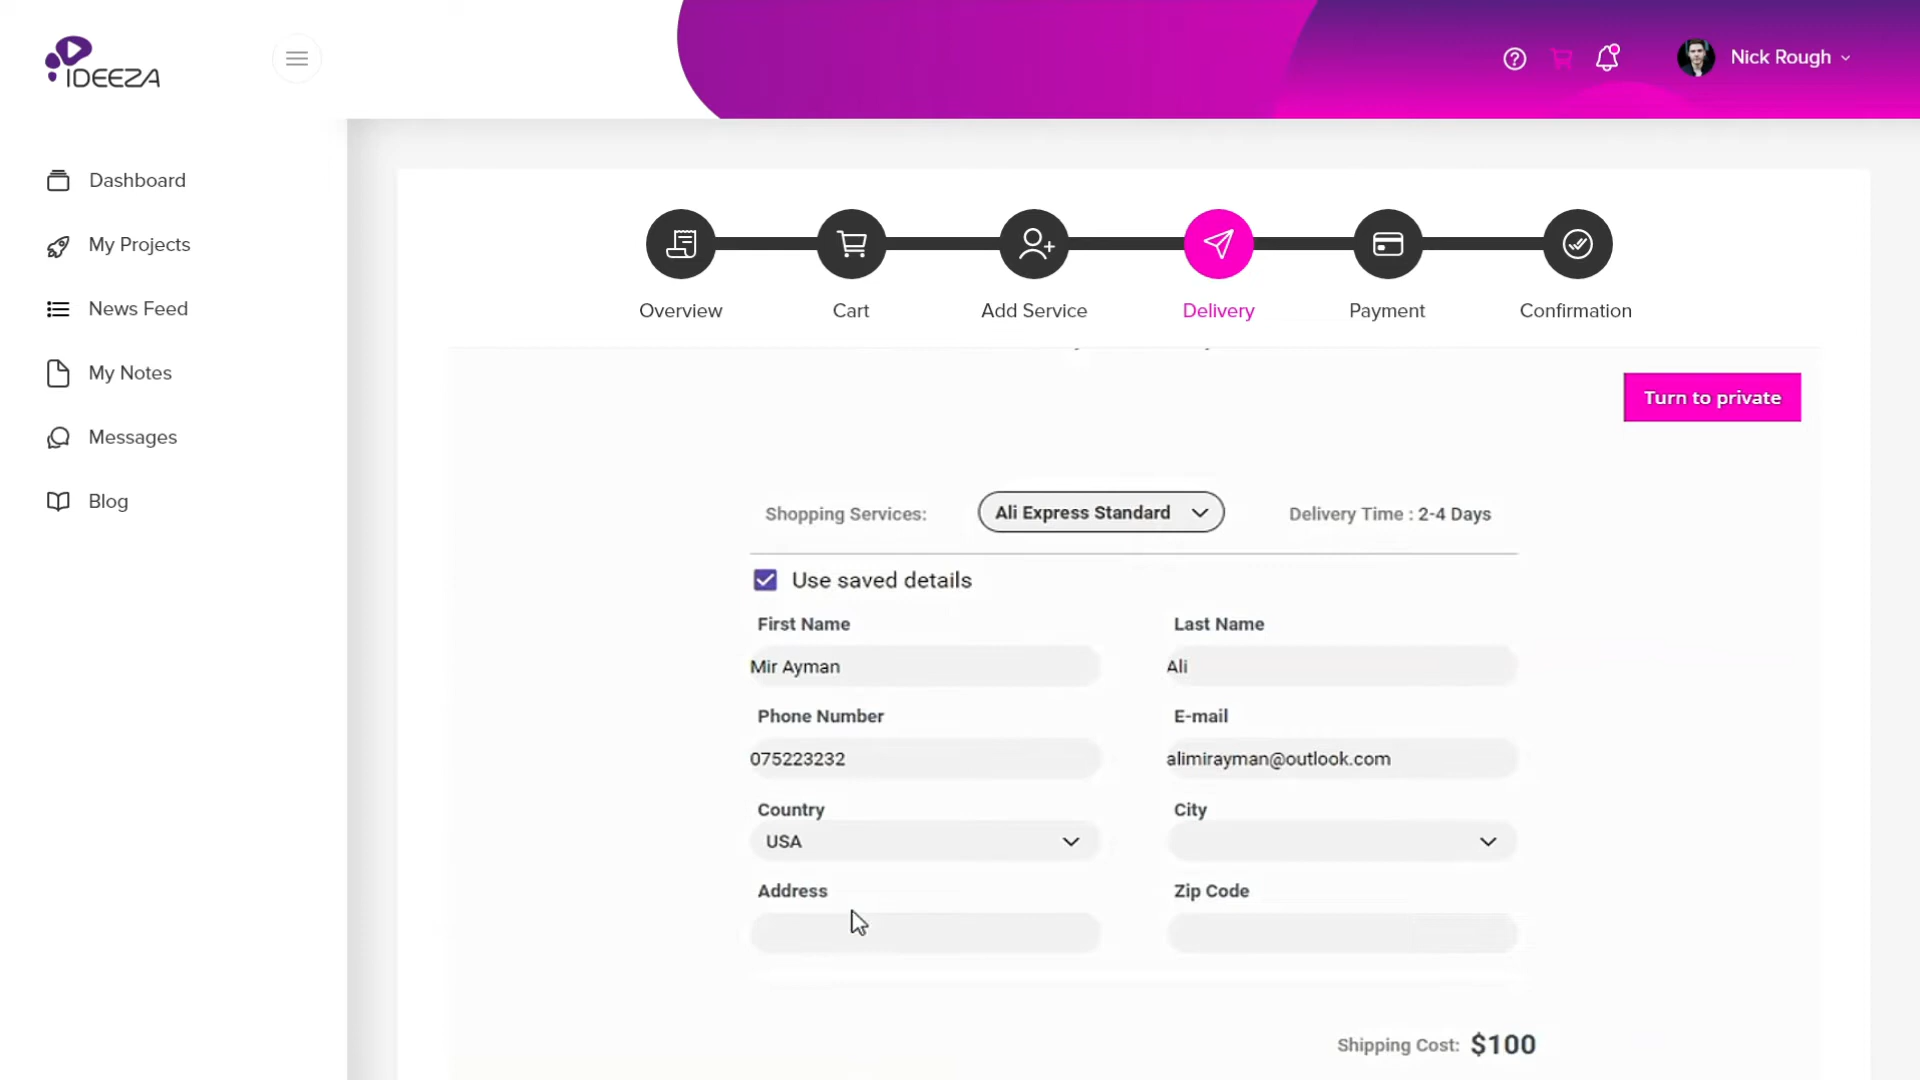 IDEEZA
Nick Rough
Dashboard
My Projects
News Feed
My Notes
Messages
Blog
Overview
Cart
Add Service
Delivery
Payment
Confirmation
Turn to private
Shopping Services:
Ali Express Standard
Delivery Time : 2-4 Days
Use saved details
First Name
Last Name
Mir Ayman
Ali
Phone Number
E-mail
075223232
alimirayman@outlook.com
Country
City
USA
Address
Zip Code
Shipping Cost: $100